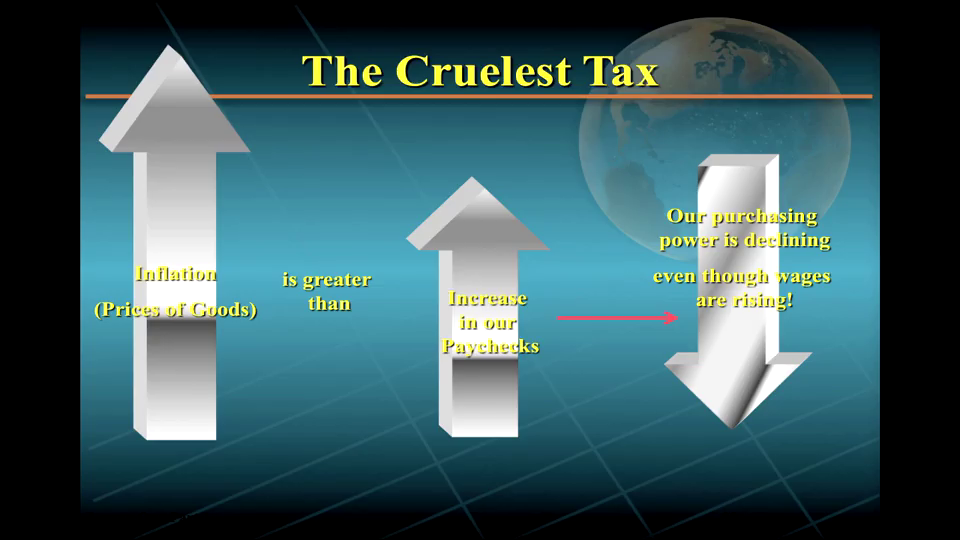 The Cruelest Tax
Inflation
(Prices of Goods)
is greater
than
Increase
in our
Paychecks
Our purchasing
power is declining
even though wages
are rising!